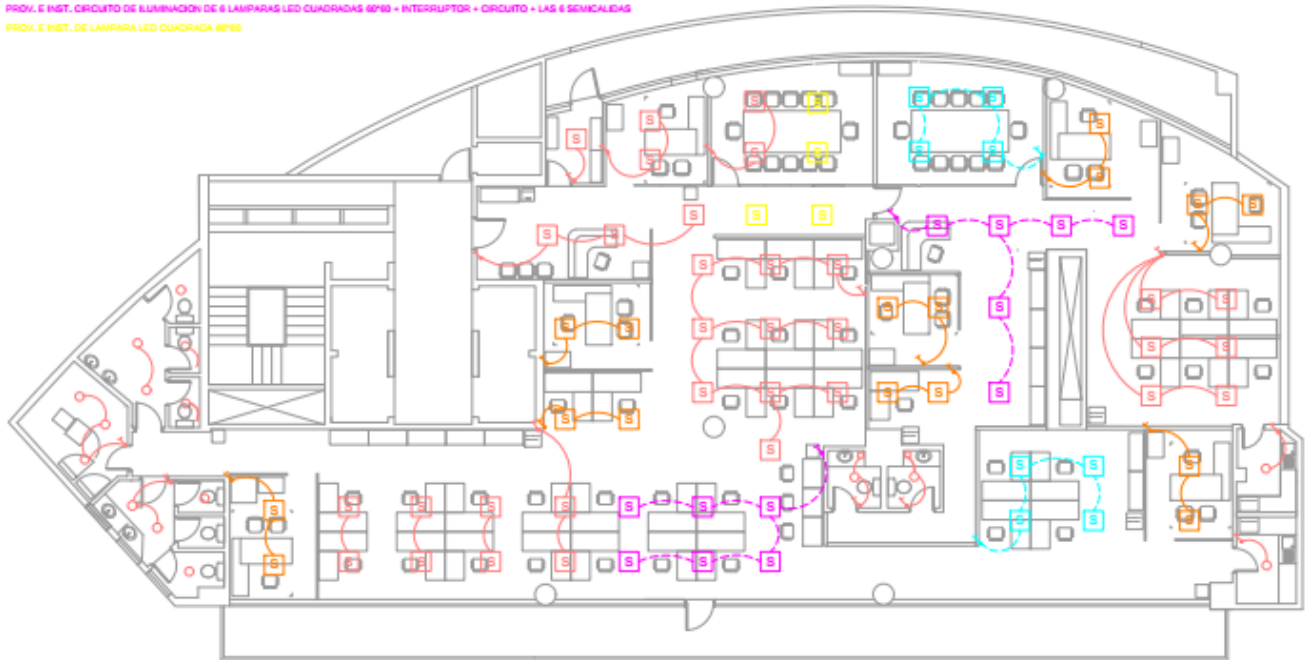 PROV. E INST. CIRCUITO DE ILUMINACION DE 6 LAMPARAS LED CUADRADAS 60*60 + INTERRUPTOR + CIRCUITO + LAS 6 SEMICALIDAS
PROV. E INST. DE LAMPARA LED CUADRADA 60*60